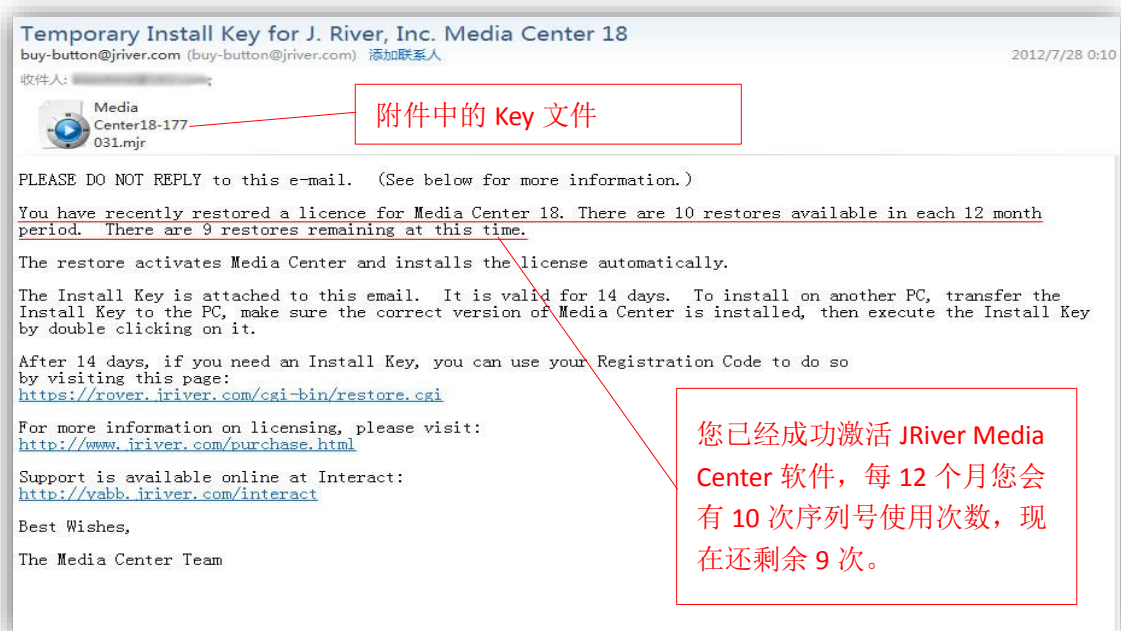 Temporary Install Key for J. River, Inc. Media Center 18
buy-button@jriver.com (buy-button@jriver.com) 添加联系人
2012/7/28 0:10
收件人:
Media
Center18-177
031.mjr
附件中的 Key 文件
PLEASE DO NOT REPLY to this e-mail. (See below for more information.)
You have recently restored a licence for Media Center 18. There are 10 restores available in each 12 month
period. There are 9 restores remaining at this time.
The restore activates Media Center and installs the license automatically.
The Install Key is attached to this email. It is valid for 14 days. To install on another PC, transfer the
Install Key to the PC, make sure the correct version of Media Center is installed, then execute the Install Key
by double clicking on it.
After 14 days, if you need an Install Key, you can use your Registration Code to do so
by visiting this page:
https://rover.jriver.com/cgi-bin/restore.cgi
For more information on licensing, please visit:
http://www.jriver.com/purchase.html
Support is available online at Interact:
http://yabb.jriver.com/interact
Best Wishes,
The Media Center Team
您已经成功激活 JRiver Media
Center 软件，每 12 个月您会
有 10 次序列号使用次数，现
在还剩余 9 次。